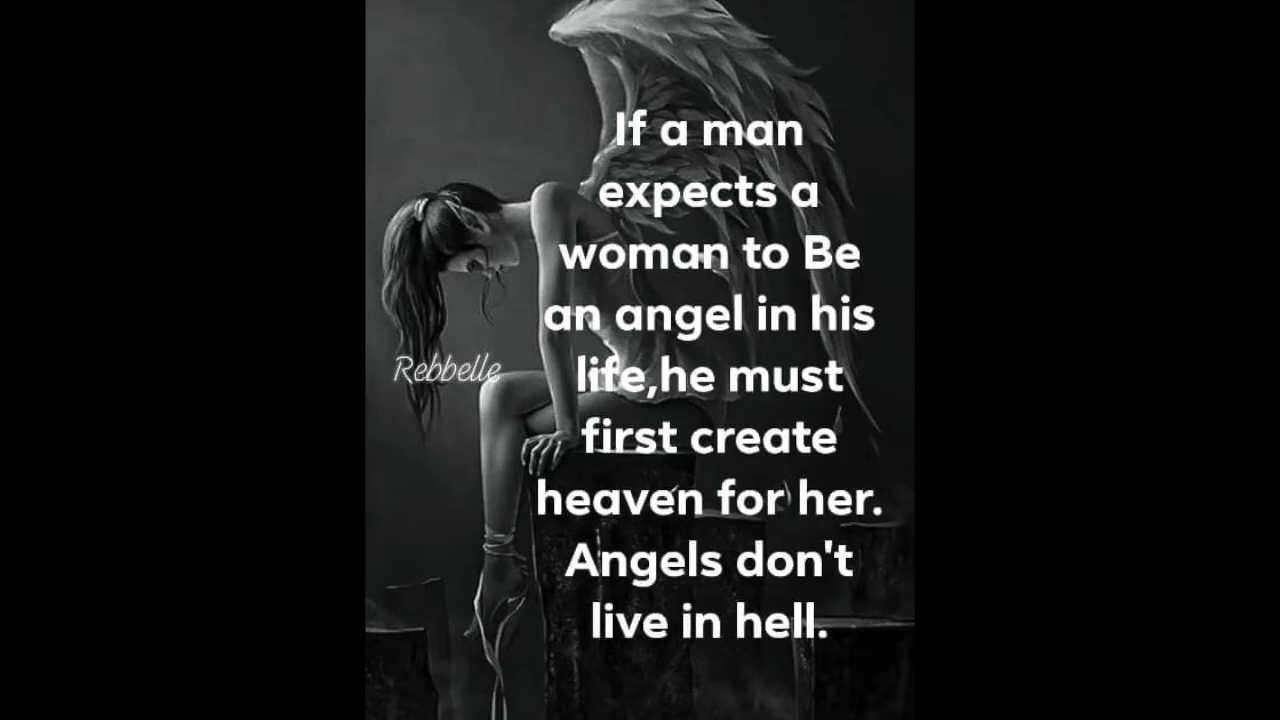 If a man
expects a
woman to Be
an angel in his
life,he must
first create
heaven for her.
Angels don't
live in hell.
Rebbelle